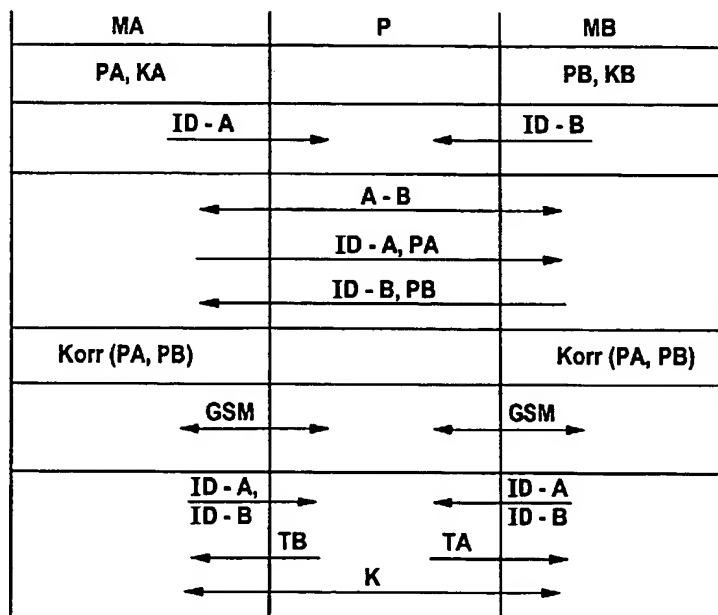 MA P MB
PA, KA PB, KB
ID - A ID - B
A - B
ID - A, PA
ID - B, PB
Korr (PA, PB) Korr (PA, PB)
GSM GSM
ID - A, ID - A
ID - B ID - B
TB TA
K